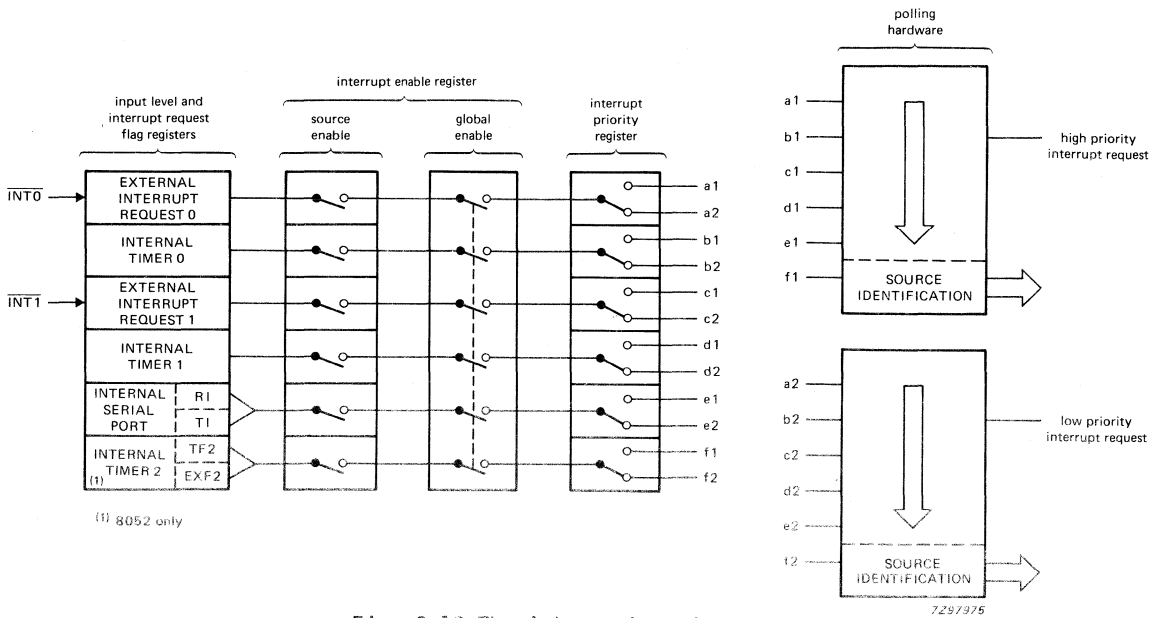 polling
hardware
interrupt enable register
input level and
interrupt request
flag registers
source
enable
global
enable
interrupt
priority
register
INT0
EXTERNAL
INTERRUPT
REQUEST 0
INTERNAL
TIMER 0
INT1
EXTERNAL
INTERRUPT
REQUEST 1
INTERNAL
TIMER 1
INTERNAL
SERIAL
PORT
RI
TI
INTERNAL
TIMER 2
(1)
TF2
EXF2
(1) 8052 only
a1
a2
b1
b2
c1
c2
d1
d2
e1
e2
f1
f2
a1
b1
c1
d1
e1
f1
high priority
interrupt request
SOURCE
IDENTIFICATION
a2
b2
c2
d2
e2
f2
low priority
interrupt request
SOURCE
IDENTIFICATION
7Z97975